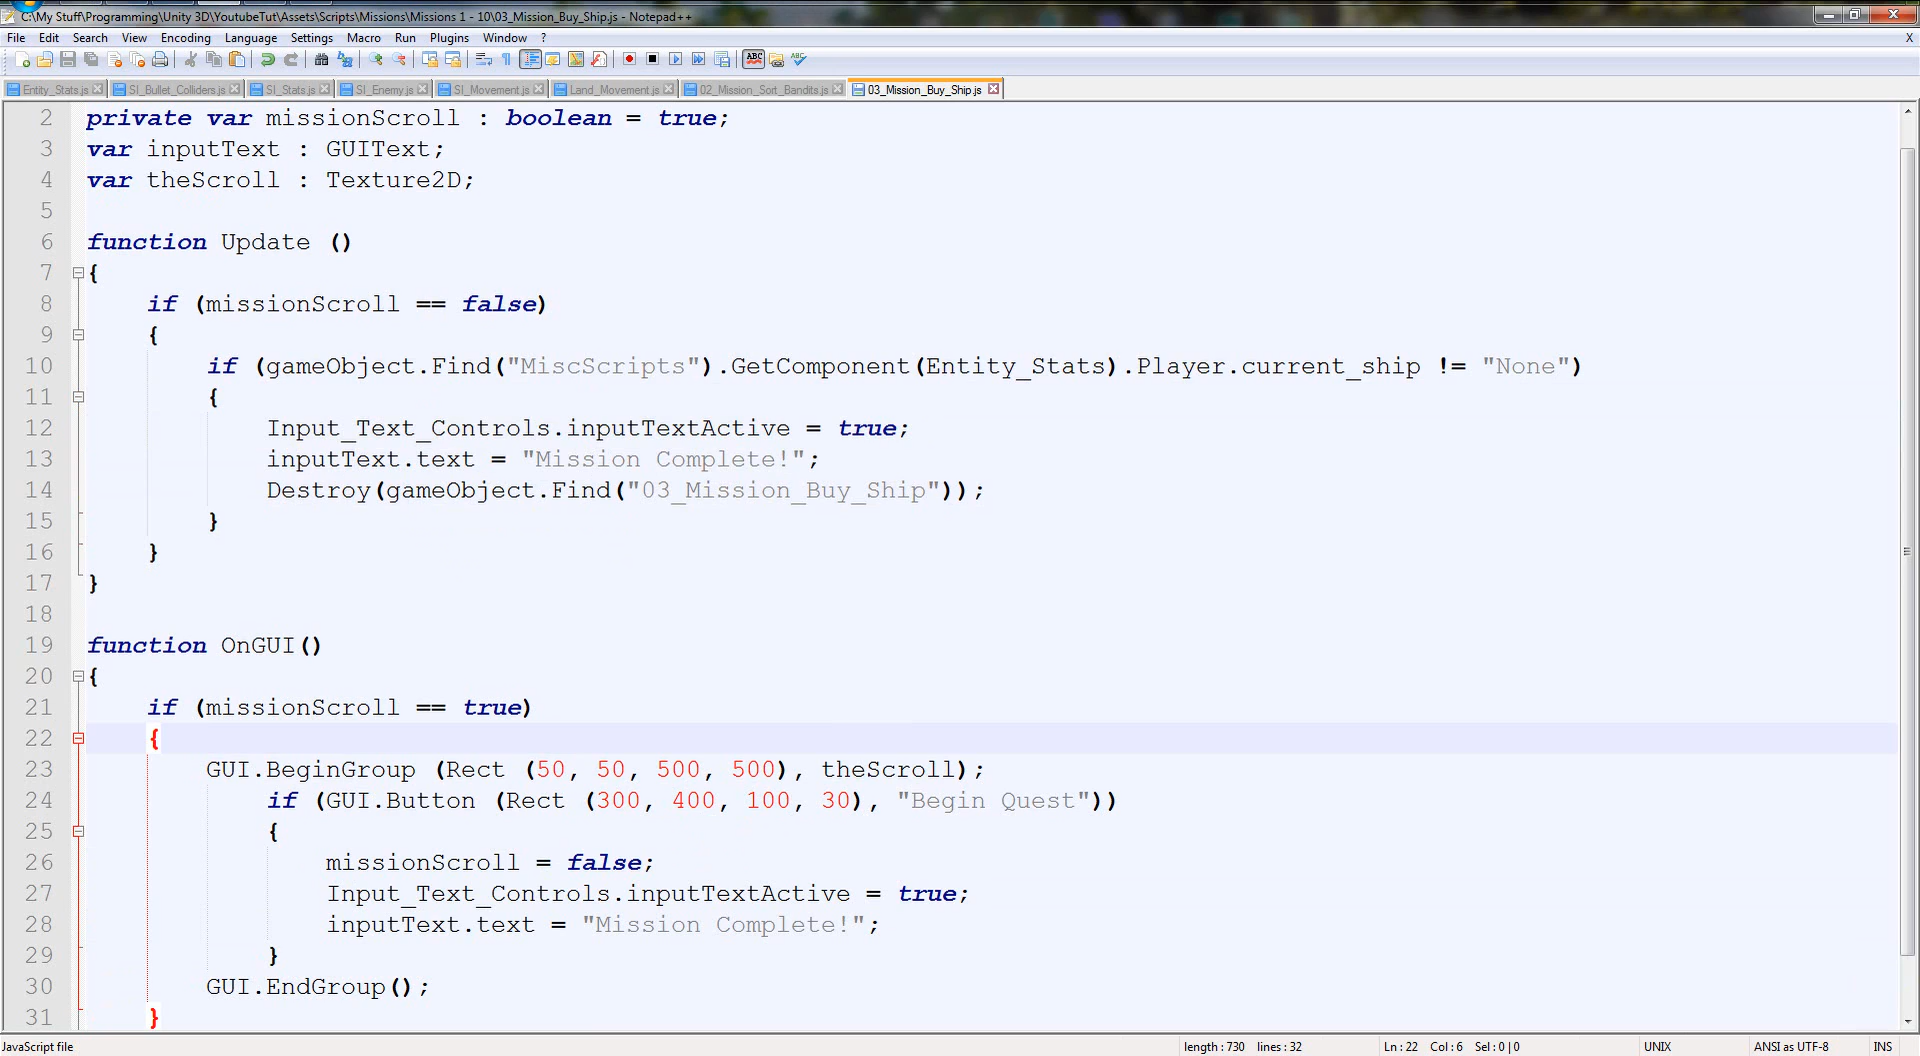 C:\My Stuff\Programming\Unity 3D\YoutubeTut\Assets\Scripts\Missions\Missions 1 - 10\03_Mission_Buy_Ship.js - Notepad++
File Edit Search View Encoding Language Settings Macro Run Plugins Window ? X
Entity_Stats.js SI_Bullet_Colliders.js SI_Stats.js SI_Enemy.js SI_Movement.js Land_Movement.js 02_Mission_Sort_Bandits.js 03_Mission_Buy_Ship.js
2 private var missionScroll : boolean = true;
3 var inputText : GUIText;
4 var theScroll : Texture2D;
5
6 function Update ()
7 {
8 if (missionScroll == false)
9 {
10 if (gameObject.Find("MiscScripts").GetComponent(Entity_Stats).Player.current_ship != "None")
11 {
12 Input_Text_Controls.inputTextActive = true;
13 inputText.text = "Mission Complete!";
14 Destroy(gameObject.Find("03_Mission_Buy_Ship"));
15 }
16 }
17 }
18
19 function OnGUI()
20 {
21 if (missionScroll == true)
22 {
23 GUI.BeginGroup (Rect (50, 50, 500, 500), theScroll);
24 if (GUI.Button (Rect (300, 400, 100, 30), "Begin Quest"))
25 {
26 missionScroll = false;
27 Input_Text_Controls.inputTextActive = true;
28 inputText.text = "Mission Complete!";
29 }
30 GUI.EndGroup();
31 }
JavaScript file length : 730 lines : 32 Ln : 22 Col : 6 Sel : 0 | 0 UNIX ANSI as UTF-8 INS